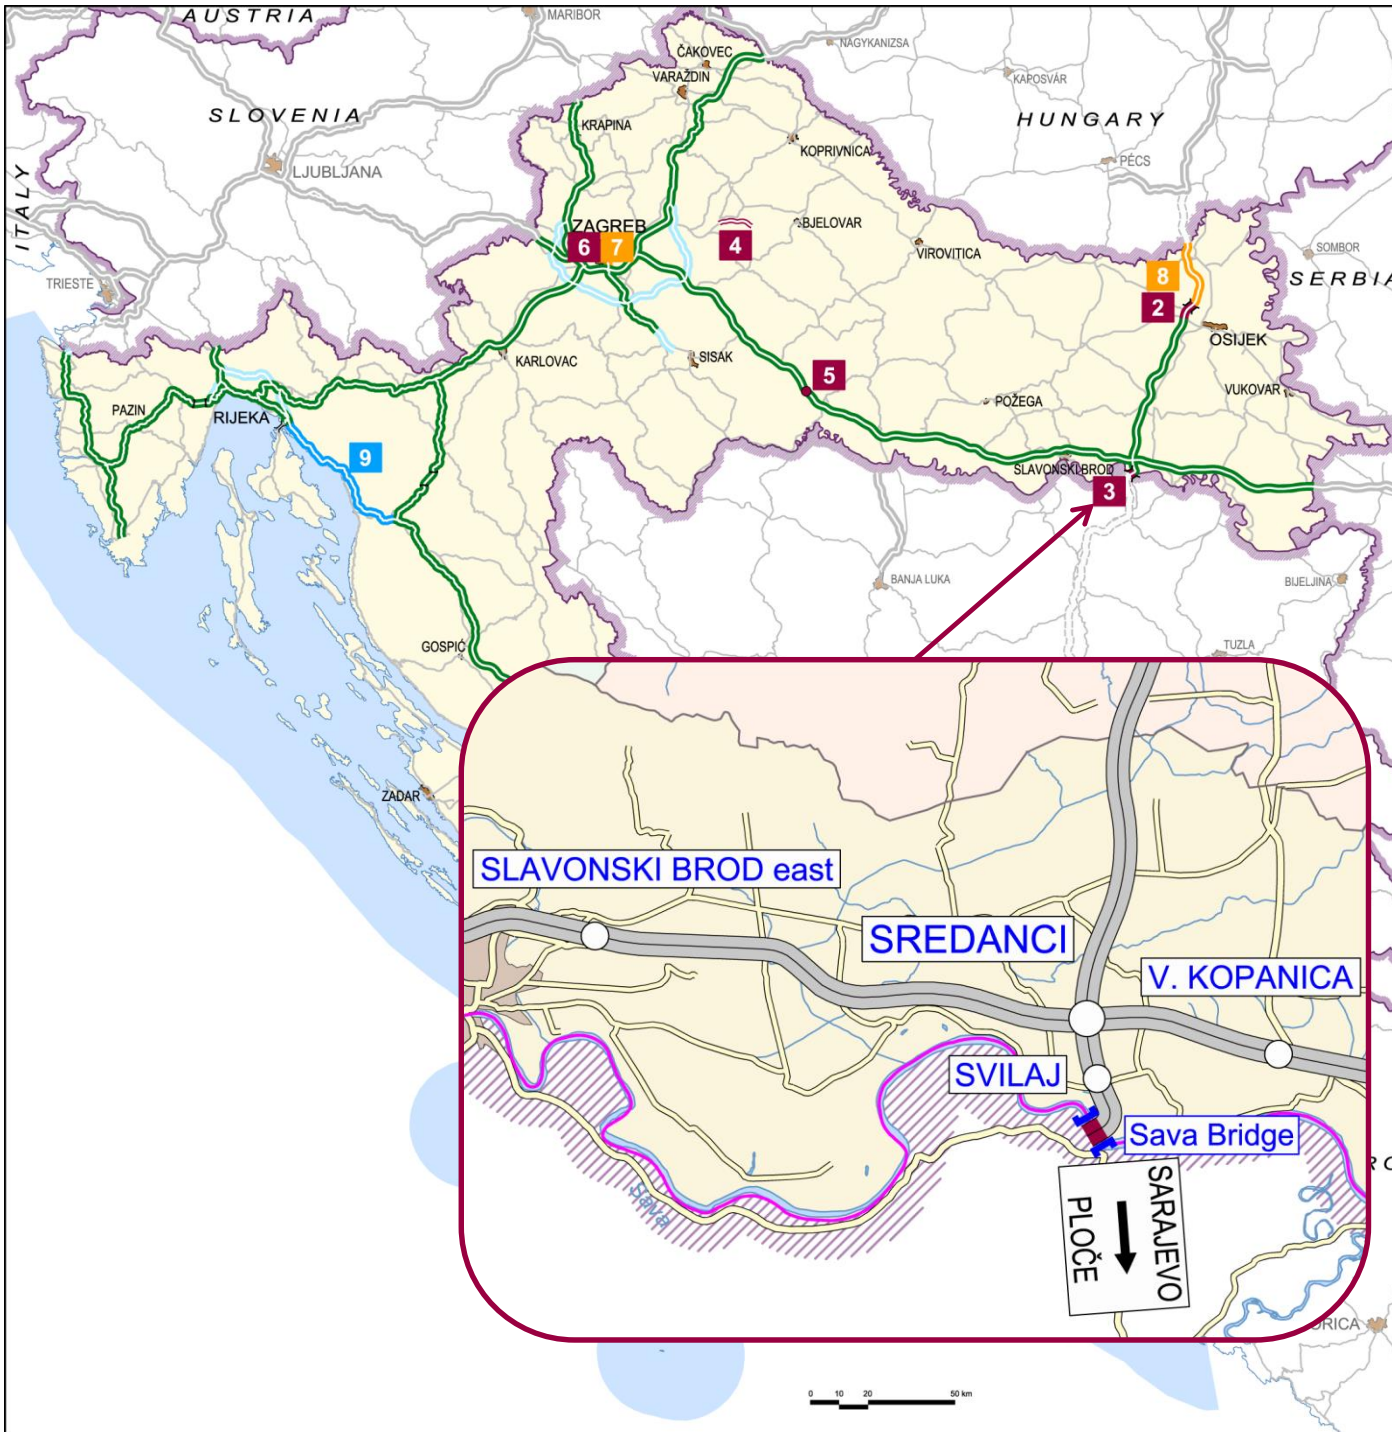 AUSTRIA
MARIBOR
NAGYKANIZSA
ČAKOVEC
VARAŽDIN
KAPOSVÁR
SLOVENIA
HUNGARY
KRAPINA
KOPRIVNICA
LJUBLJANA
PÉCS
ITALY
ZAGREB
BJELOVAR
6
7
4
VIROVITICA
SOMBOR
TRIESTE
8
SERBIA
2
OSIJEK
KARLOVAC
SISAK
5
PAZIN
RIJEKA
POŽEGA
VUKOVAR
9
SLAVONSKI BROD
3
BANJA LUKA
BIJELJINA
GOSPIĆ
TUZLA
ZADAR
SLAVONSKI BROD east
SREDANCI
V. KOPANICA
SVILAJ
Sava Bridge
Sava
SARAJEVO
PLOČE
0 10 20 50 km